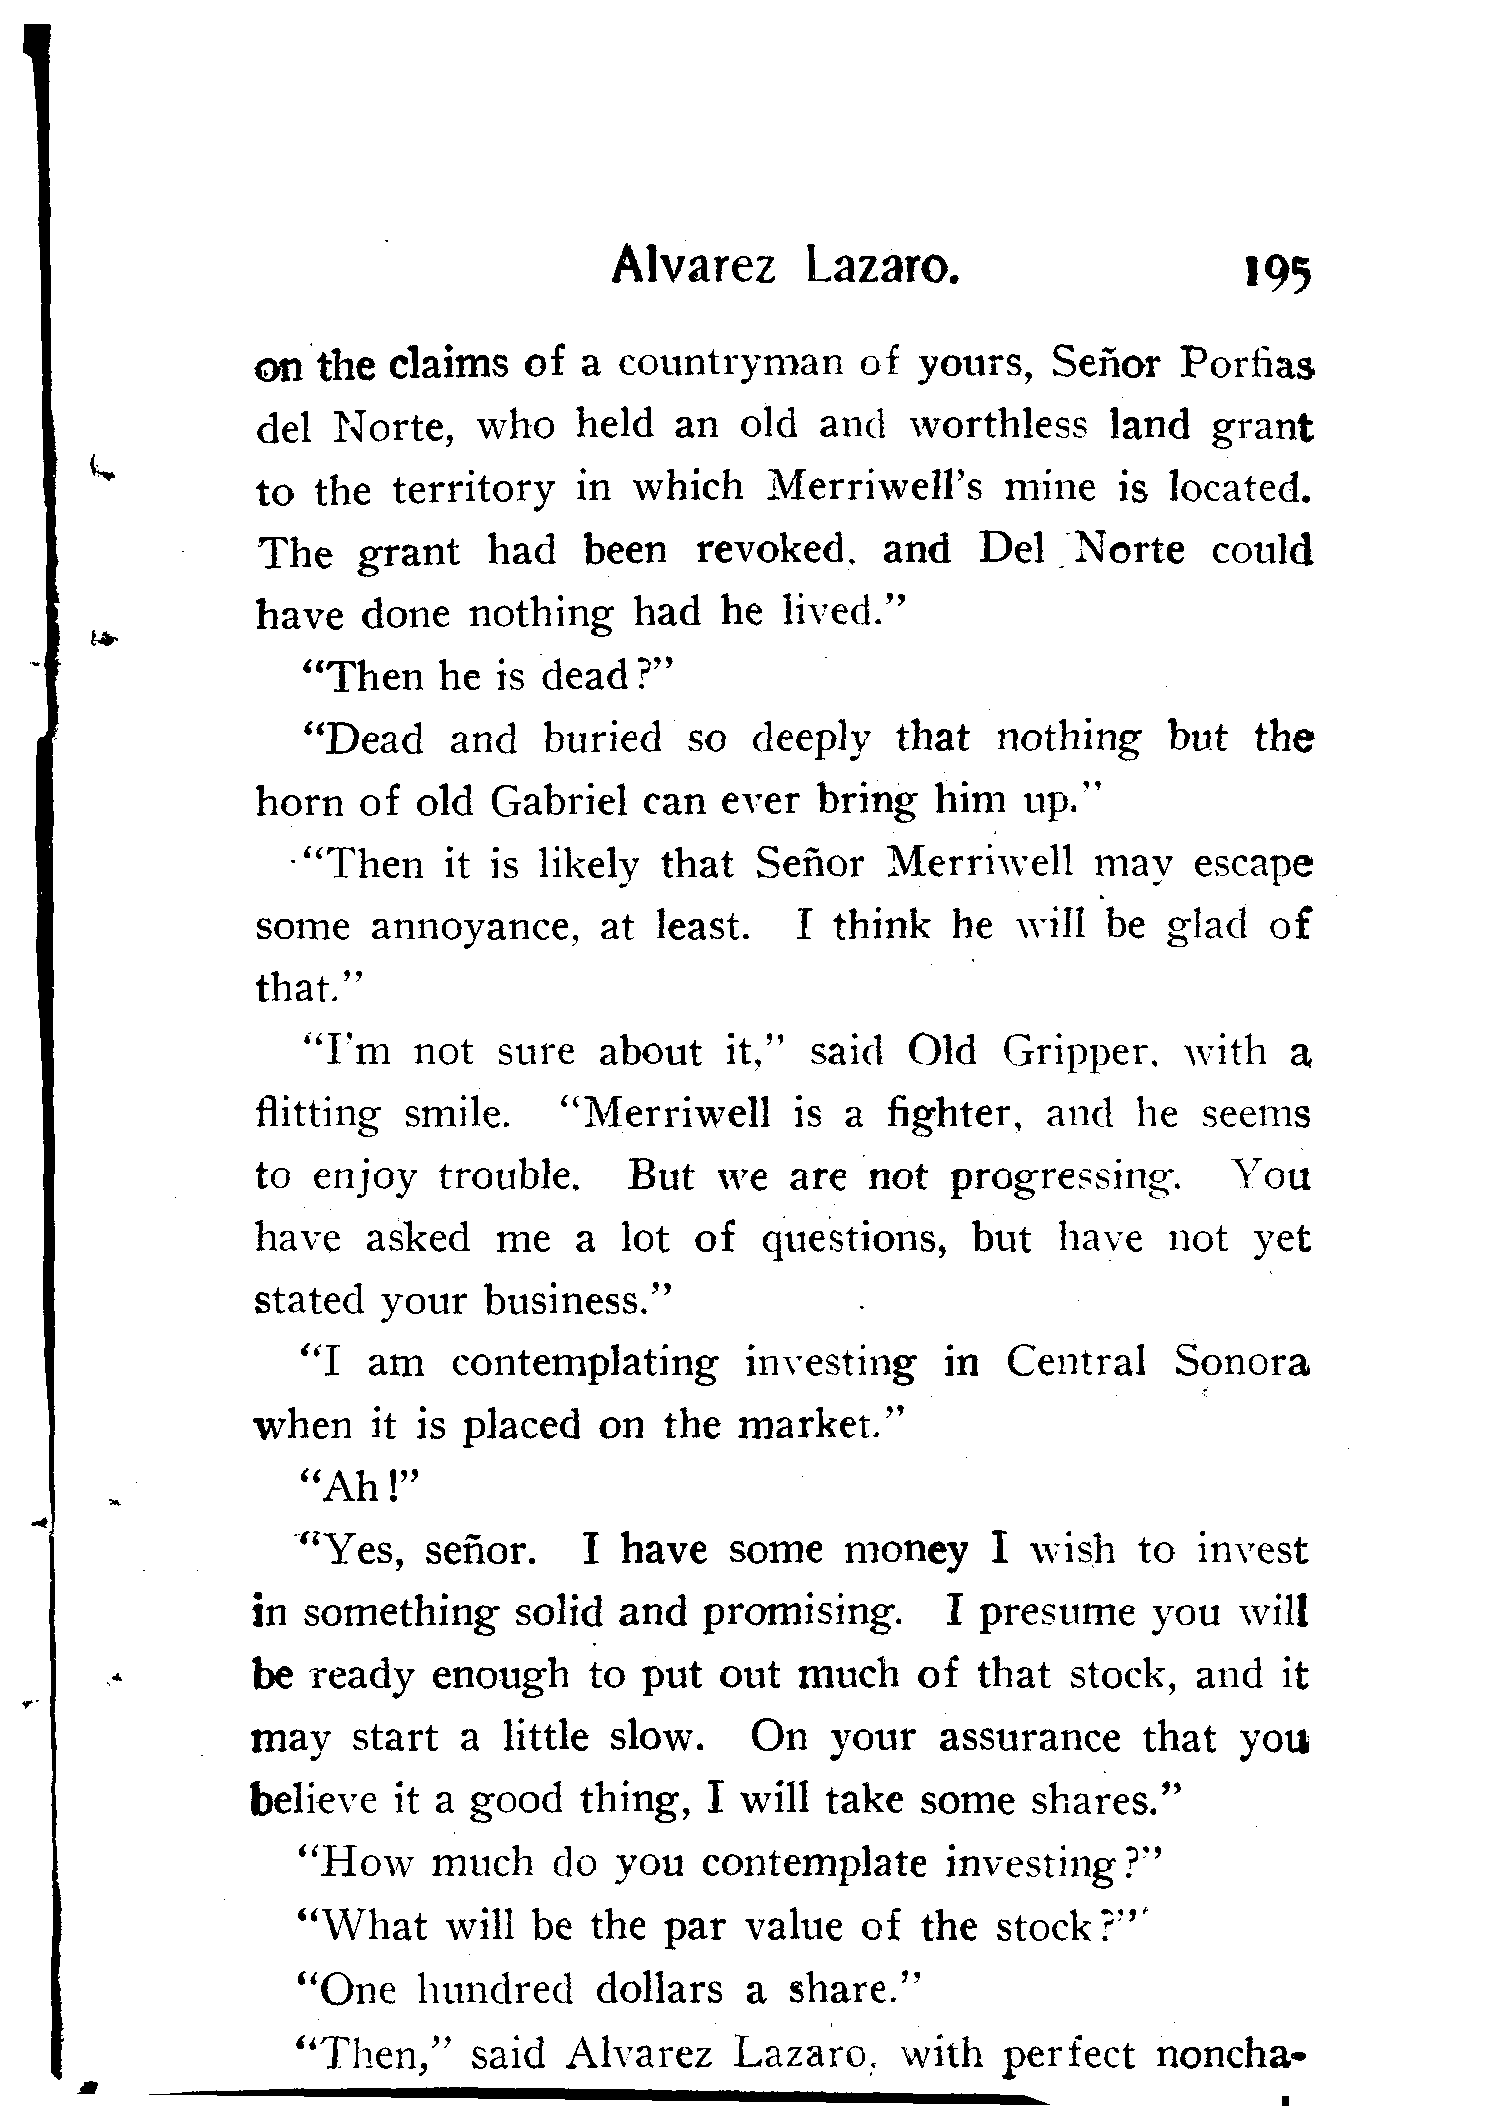 Alvarez Lazaro. 195
on the claims of a countryman of yours, Señor Porfias
del Norte, who held an old and worthless land grant
to the territory in which Merriwell's mine is located.
The grant had been revoked, and Del Norte could
have done nothing had he lived."
"Then he is dead?"
"Dead and buried so deeply that nothing but the
horn of old Gabriel can ever bring him up."
"Then it is likely that Señor Merriwell may escape
some annoyance, at least. I think he will be glad of
that."
"I'm not sure about it," said Old Gripper, with a
flitting smile. "Merriwell is a fighter, and he seems
to enjoy trouble. But we are not progressing. You
have asked me a lot of questions, but have not yet
stated your business."
"I am contemplating investing in Central Sonora
when it is placed on the market."
"Ah!"
"Yes, señor. I have some money I wish to invest
in something solid and promising. I presume you will
be ready enough to put out much of that stock, and it
may start a little slow. On your assurance that you
believe it a good thing, I will take some shares."
"How much do you contemplate investing?"
"What will be the par value of the stock?"
"One hundred dollars a share."
"Then," said Alvarez Lazaro, with perfect noncha-